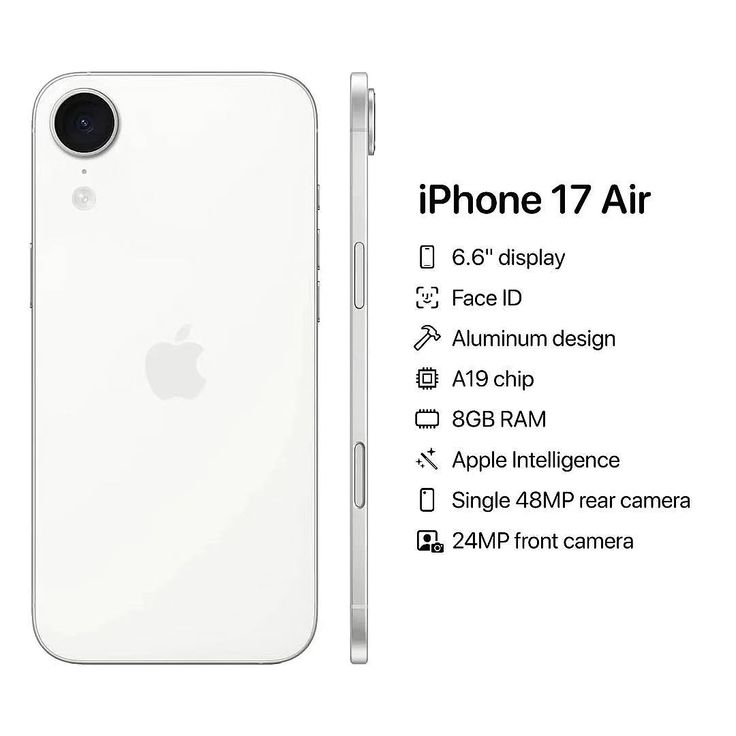 iPhone 17 Air
6.6" display
Face ID
Aluminum design
A19 chip
8GB RAM
Apple Intelligence
Single 48MP rear camera
24MP front camera